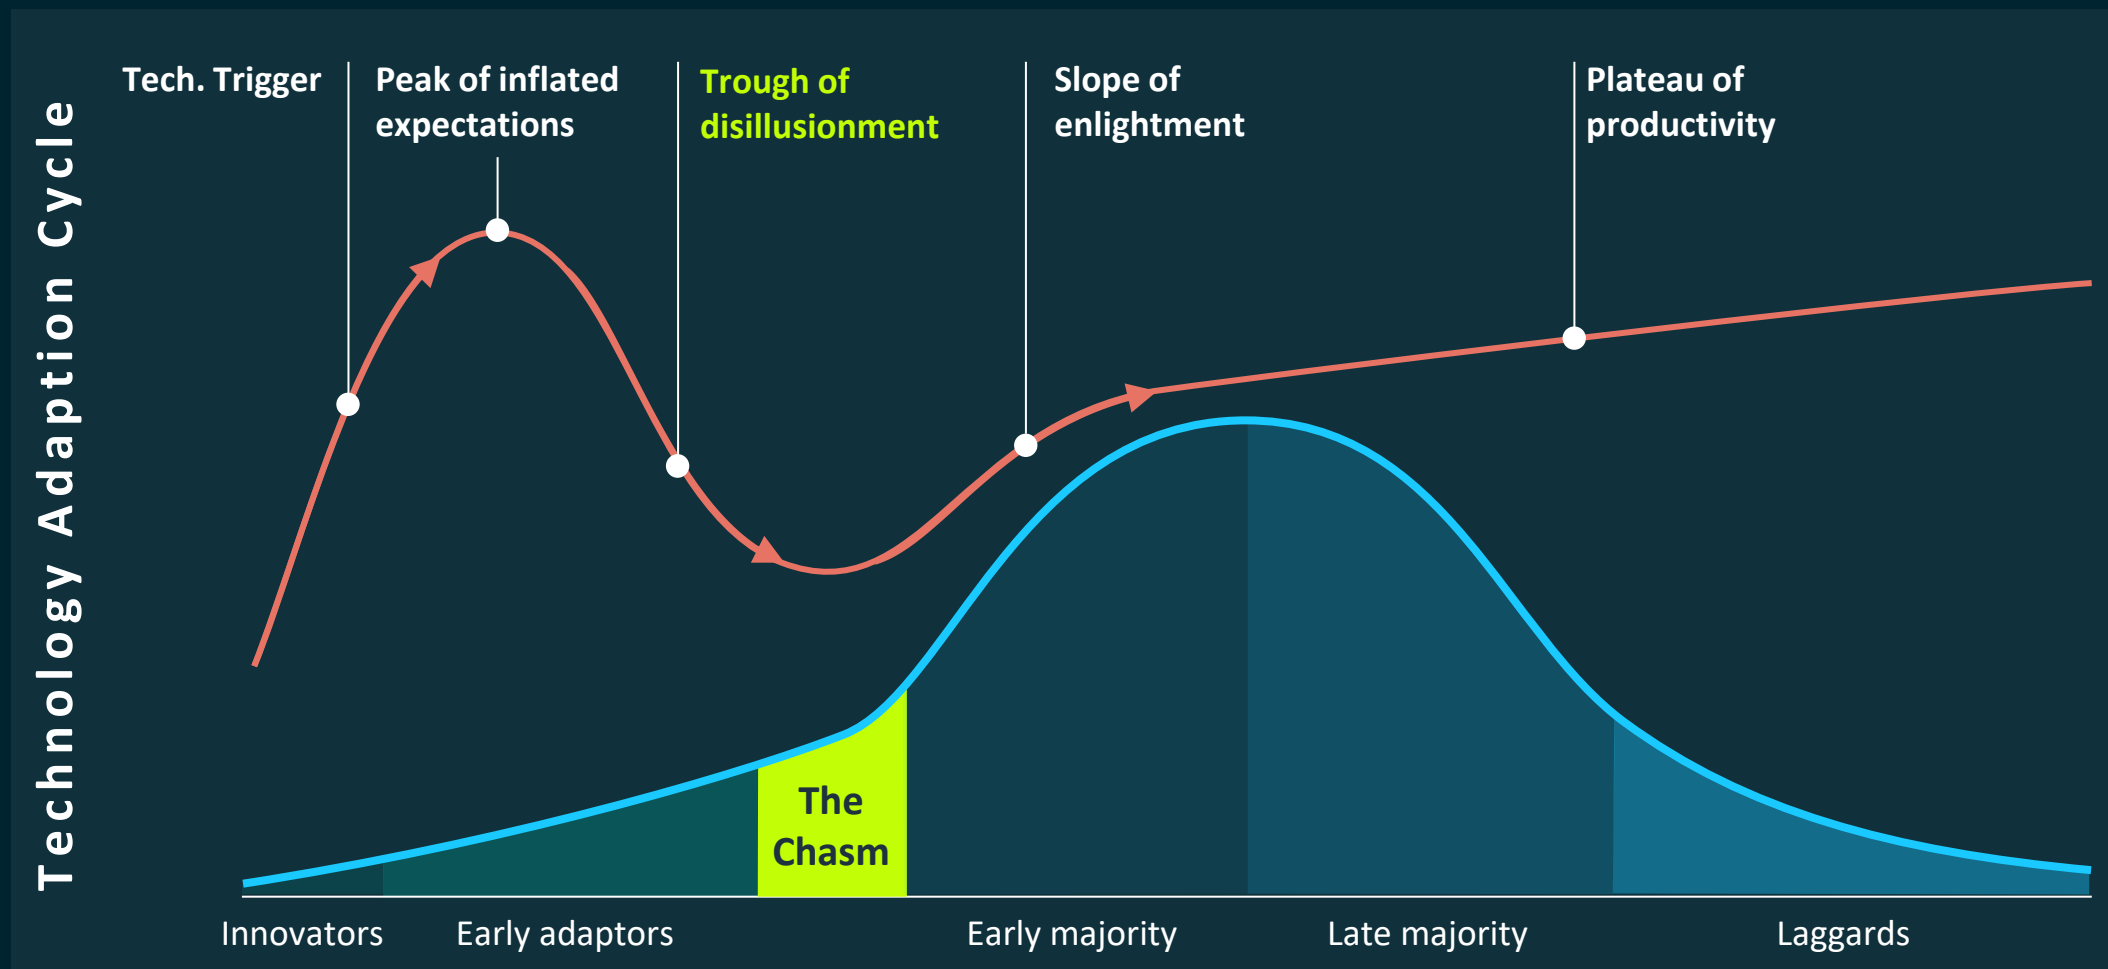 Technology Adaption Cycle
Tech. Trigger
Peak of inflated
expectations
Trough of
disillusionment
Slope of
enlightment
Plateau of
productivity
The
Chasm
Innovators
Early adaptors
Early majority
Late majority
Laggards